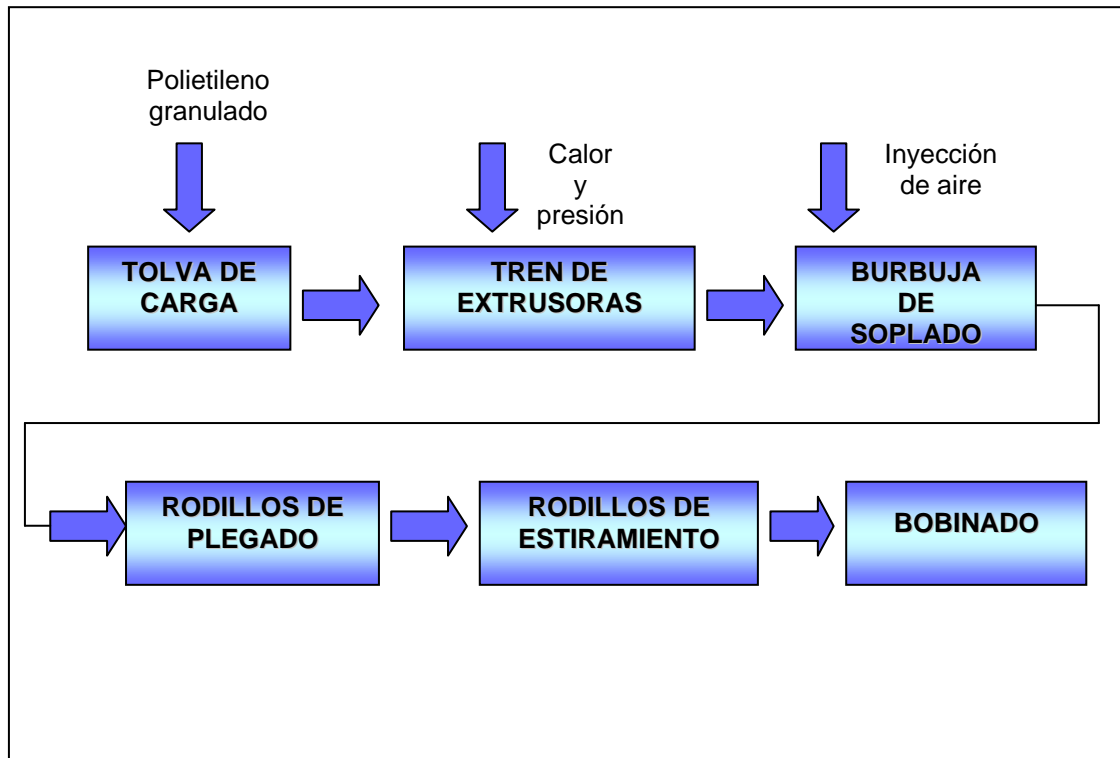 Polietileno
granulado
Calor
y
presión
Inyección
de aire
TOLVA DE
CARGA
TREN DE
EXTRUSORAS
BURBUJA
DE
SOPLADO
RODILLOS DE
PLEGADO
RODILLOS DE
ESTIRAMIENTO
BOBINADO